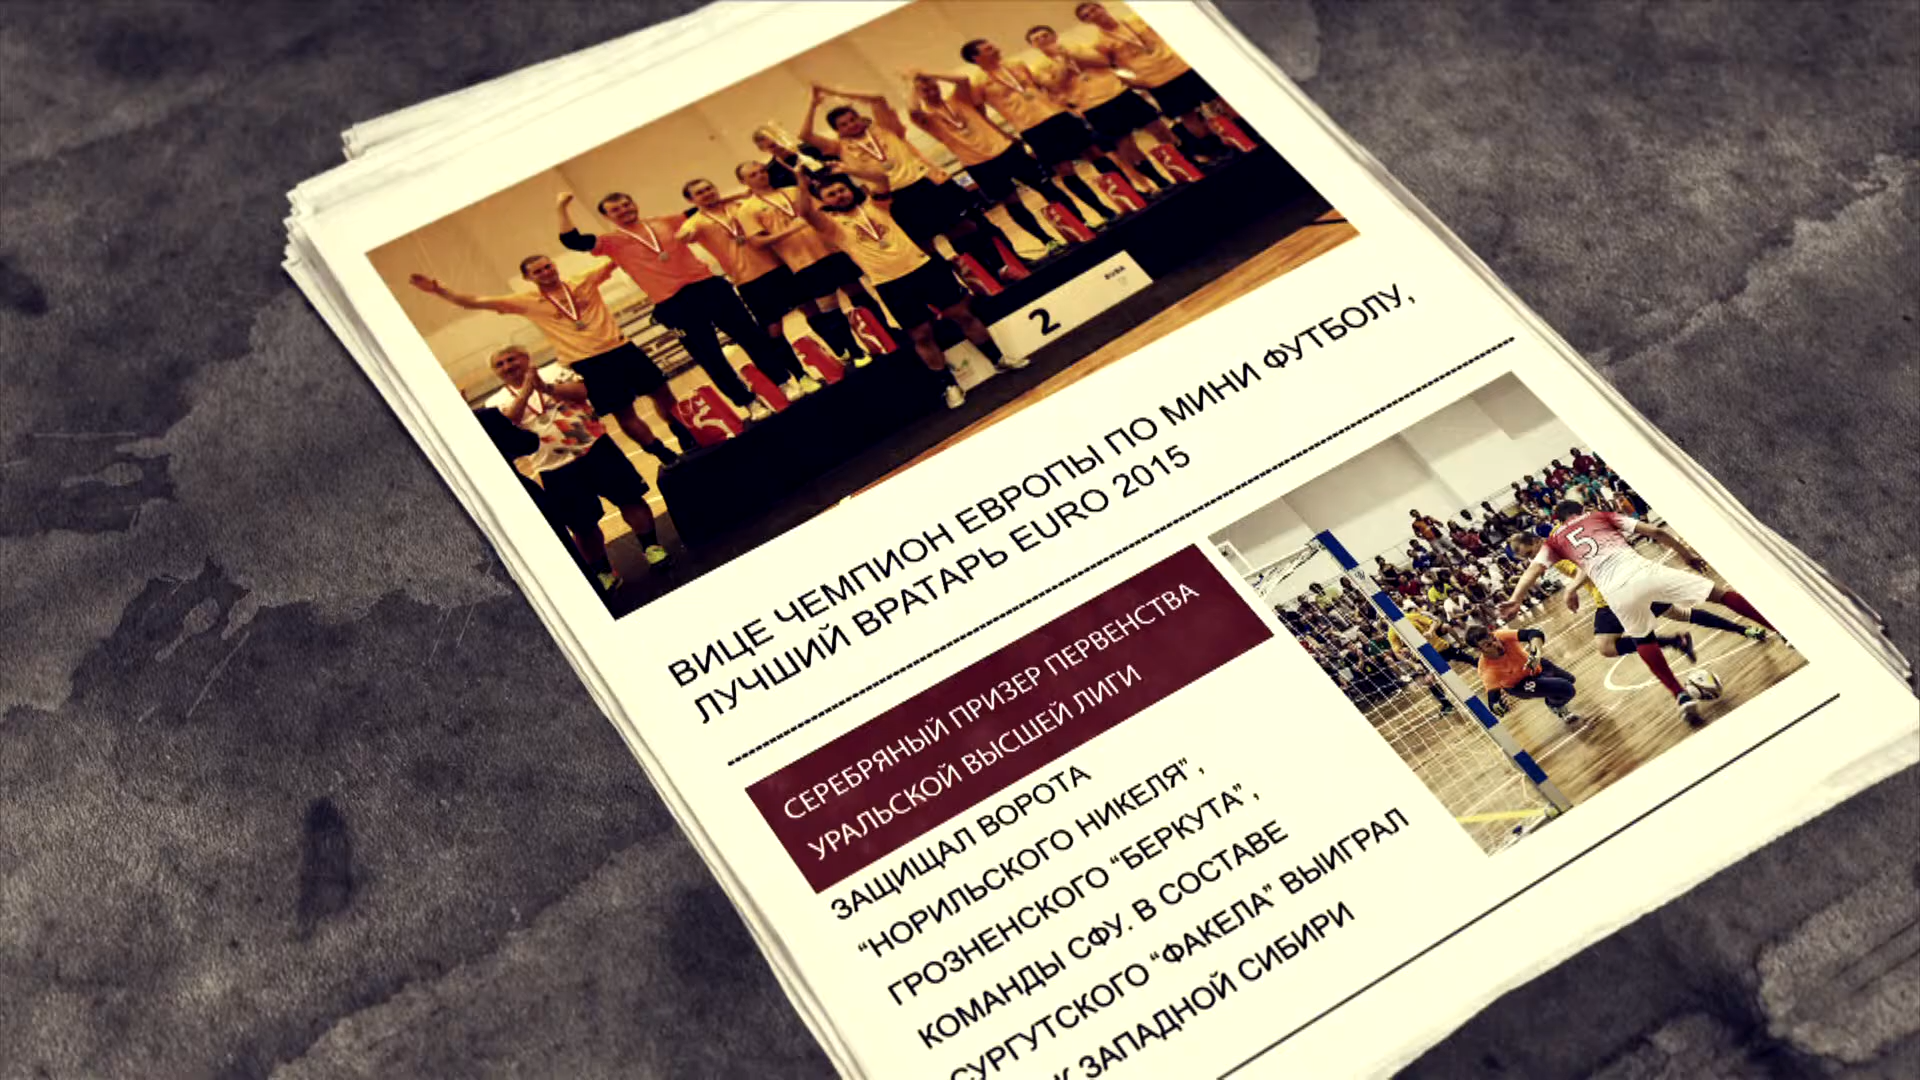 2
ВИЦЕ ЧЕМПИОН ЕВРОПЫ ПО МИНИ ФУТБОЛУ,
ЛУЧШИЙ ВРАТАРЬ EURO 2015
5
СЕРЕБРЯНЫЙ ПРИЗЕР ПЕРВЕНСТВА
УРАЛЬСКОЙ ВЫСШЕЙ ЛИГИ
ЗАЩИЩАЛ ВОРОТА
“НОРИЛЬСКОГО НИКЕЛЯ”,
ГРОЗНЕНСКОГО “БЕРКУТА”,
КОМАНДЫ СФУ. В СОСТАВЕ
СУРГУТСКОГО “ФАКЕЛА” ВЫИГРАЛ
ЗАПАДНОЙ СИБИРИ